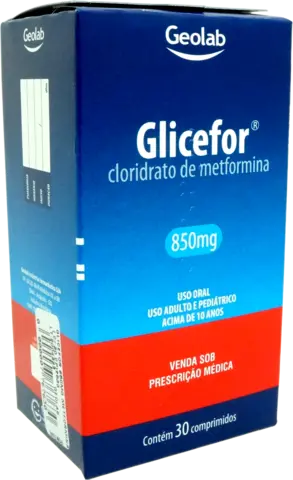 Geolab
Glicefor®
cloridrato de metformina
850mg
USO ORAL
USO ADULTO E PEDIÁTRICO
ACIMA DE 10 ANOS
VENDA SOB
PRESCRIÇÃO MÉDICA
Contém 30 comprimidos